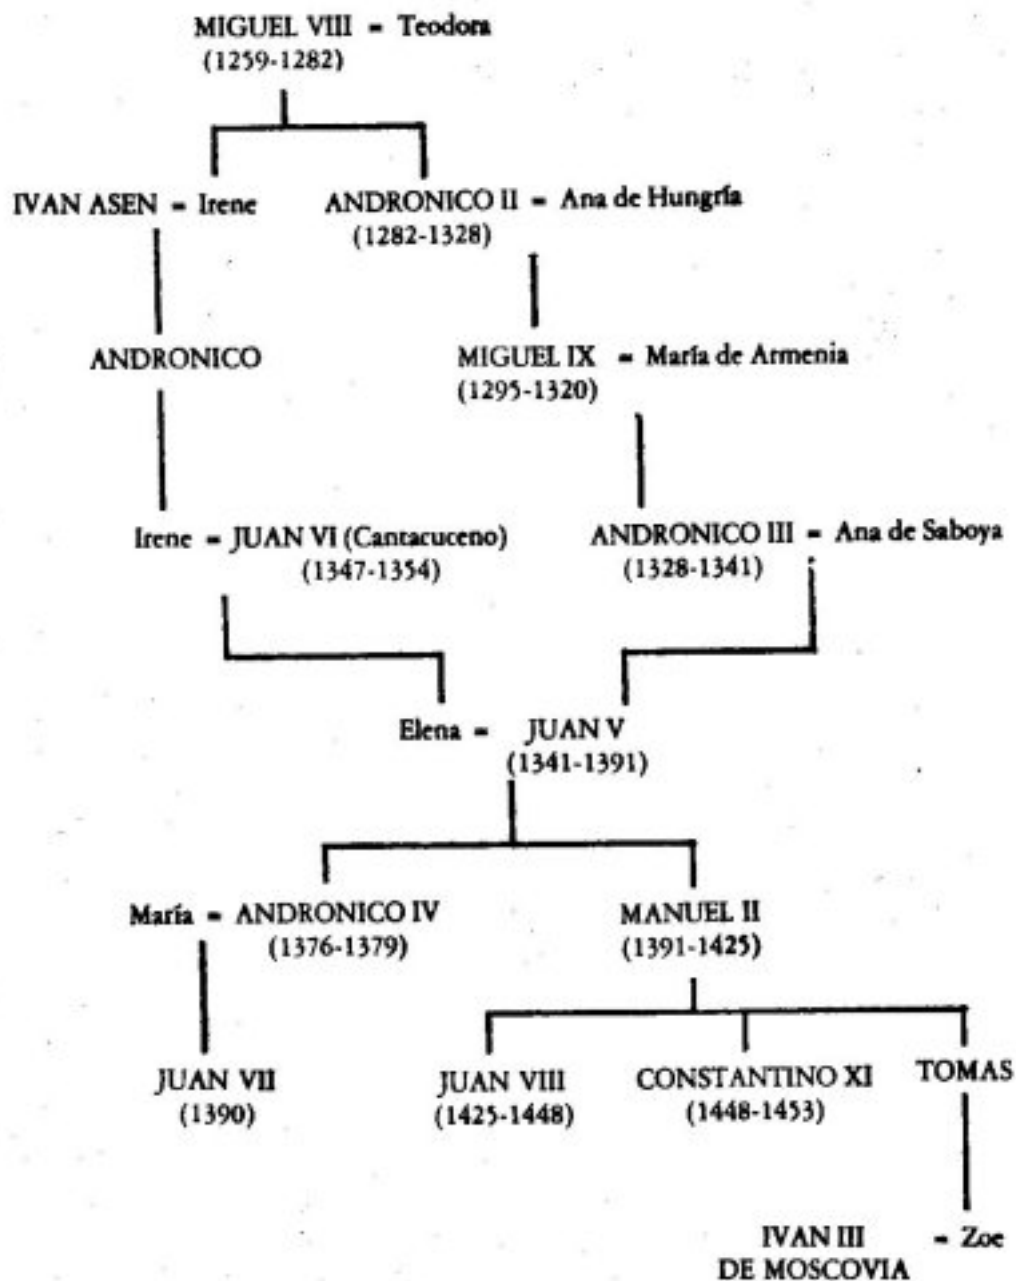 MIGUEL VIII = Teodora
(1259-1282)
IVAN ASEN = Irene
ANDRONICO II = Ana de Hungría
(1282-1328)
ANDRONICO
MIGUEL IX = María de Armenia
(1295-1320)
Irene = JUAN VI (Cantacuceno)
(1347-1354)
ANDRONICO III = Ana de Saboya
(1328-1341)
Elena = JUAN V
(1341-1391)
María = ANDRONICO IV
(1376-1379)
MANUEL II
(1391-1425)
JUAN VII
(1390)
JUAN VIII
(1425-1448)
CONSTANTINO XI
(1448-1453)
TOMAS
IVAN III = Zoe
DE MOSCOVIA